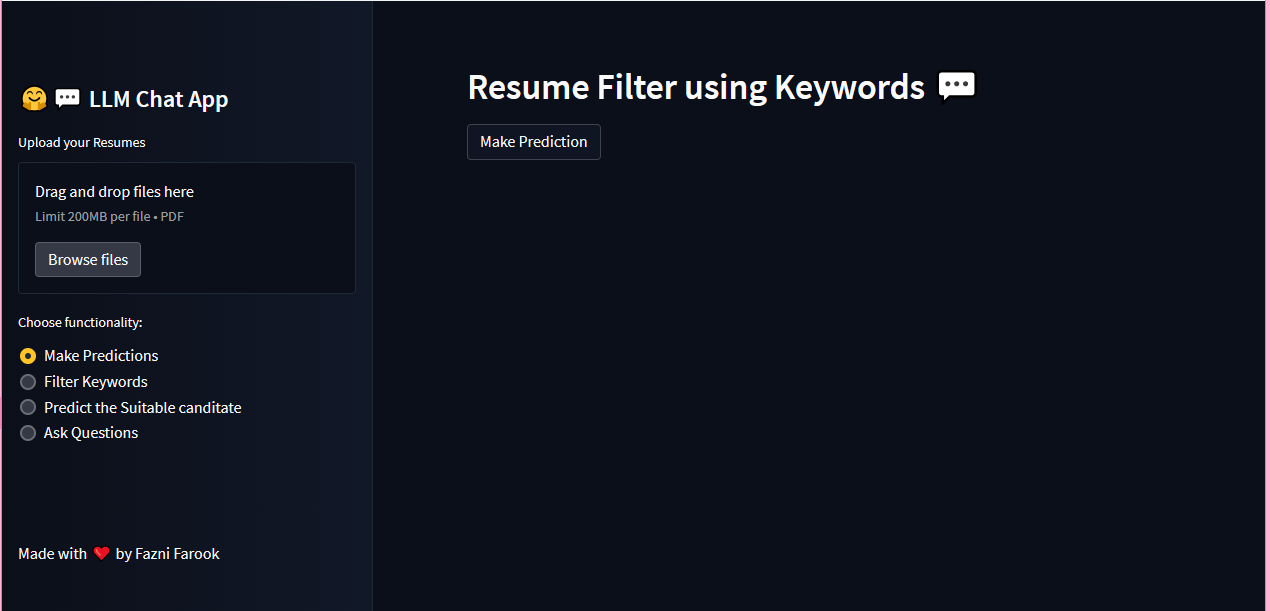 🤗💬 LLM Chat App
Upload your Resumes
Drag and drop files here
Limit 200MB per file • PDF
Browse files
Choose functionality:
Make Predictions
Filter Keywords
Predict the Suitable canditate
Ask Questions
Made with ❤️ by Fazni Farook
Resume Filter using Keywords 💬
Make Prediction